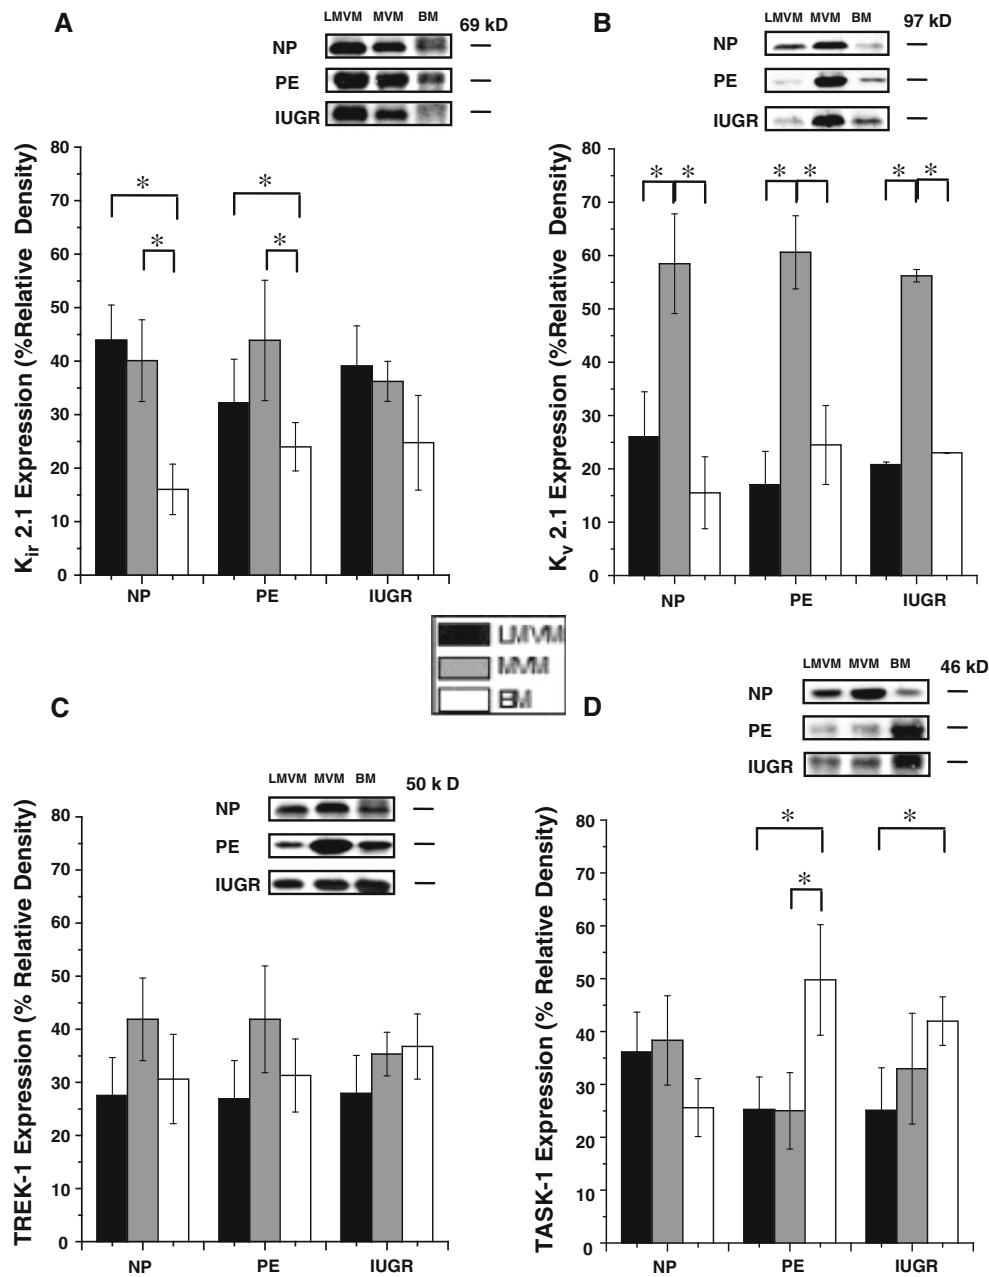 A
LMVM MVM BM
69 kD
NP
PE
IUGR
80
70
60
50
40
30
20
10
0
Kir 2.1 Expression (%Relative Density)
* * * *
NP PE IUGR
B
LMVM MVM BM
97 kD
NP
PE
IUGR
80
70
60
50
40
30
20
10
0
Kv 2.1 Expression (%Relative Density)
* * * * * *
NP PE IUGR
LMVM
MVM
BM
C
LMVM MVM BM
50 k D
NP
PE
IUGR
80
70
60
50
40
30
20
10
0
TREK-1 Expression (% Relative Density)
NP PE IUGR
D
LMVM MVM BM
46 kD
NP
PE
IUGR
80
70
60
50
40
30
20
10
0
TASK-1 Expression (% Relative Density)
* * *
NP PE IUGR